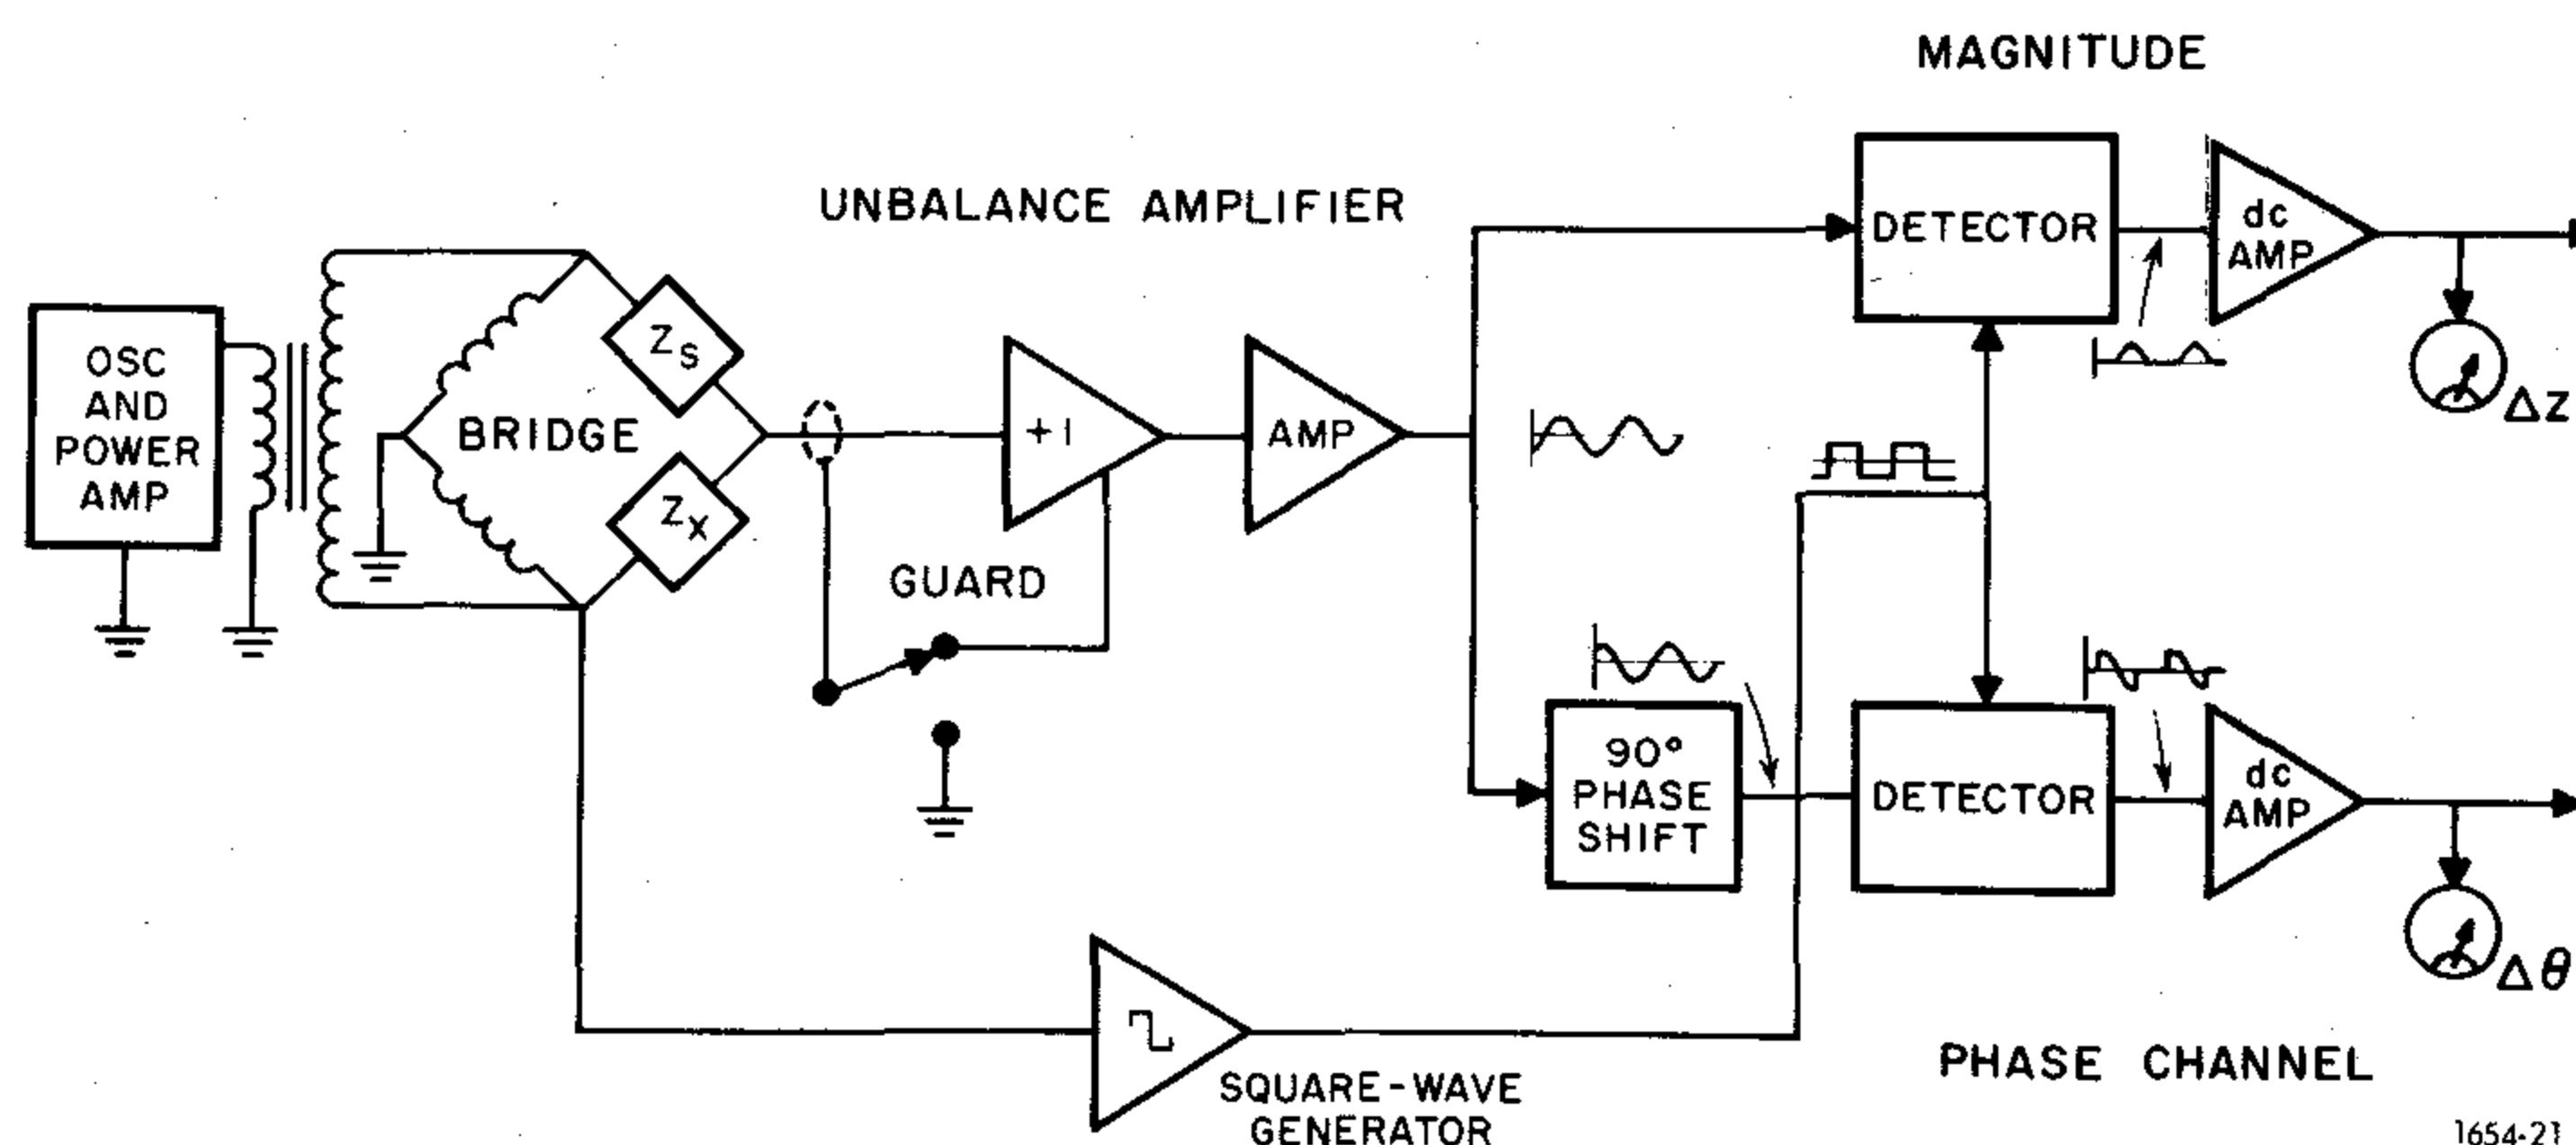 MAGNITUDE
UNBALANCE AMPLIFIER
DETECTOR
dc
AMP
OSC
AND
POWER
AMP
Zs
BRIDGE
Zx
+1
AMP
ΔZ
GUARD
90°
PHASE
SHIFT
DETECTOR
dc
AMP
Δθ
SQUARE-WAVE
GENERATOR
PHASE CHANNEL
1654-21